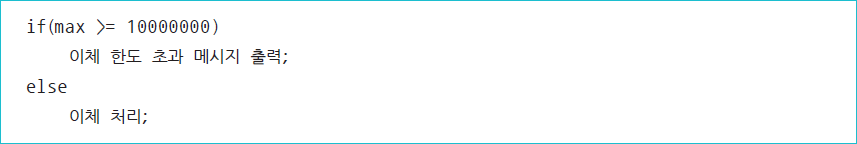 if(max >= 10000000)
이체 한도 초과 메시지 출력;
else
이체 처리;